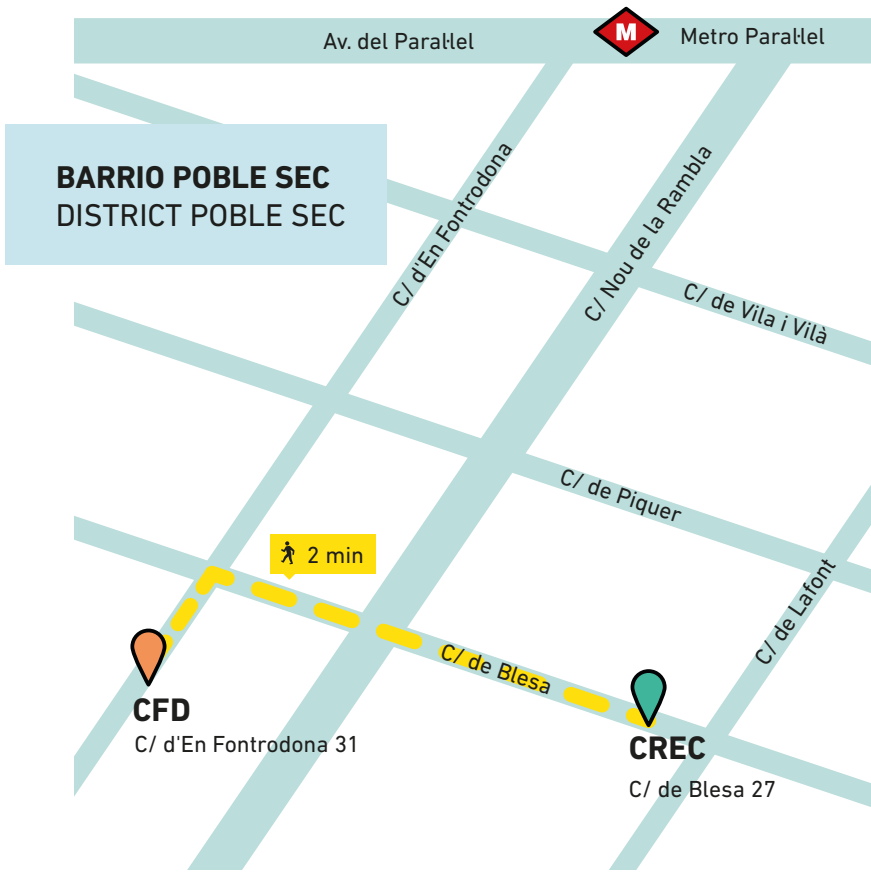 Av. del Paral·lel
M
Metro Paral·lel
BARRIO POBLE SEC
DISTRICT POBLE SEC
C/ d'En Fontrodona
C/ Nou de la Rambla
C/ de Vila i Vilà
C/ de Piquer
2 min
C/ de Lafont
C/ de Blesa
CFD
C/ d'En Fontrodona 31
CREC
C/ de Blesa 27